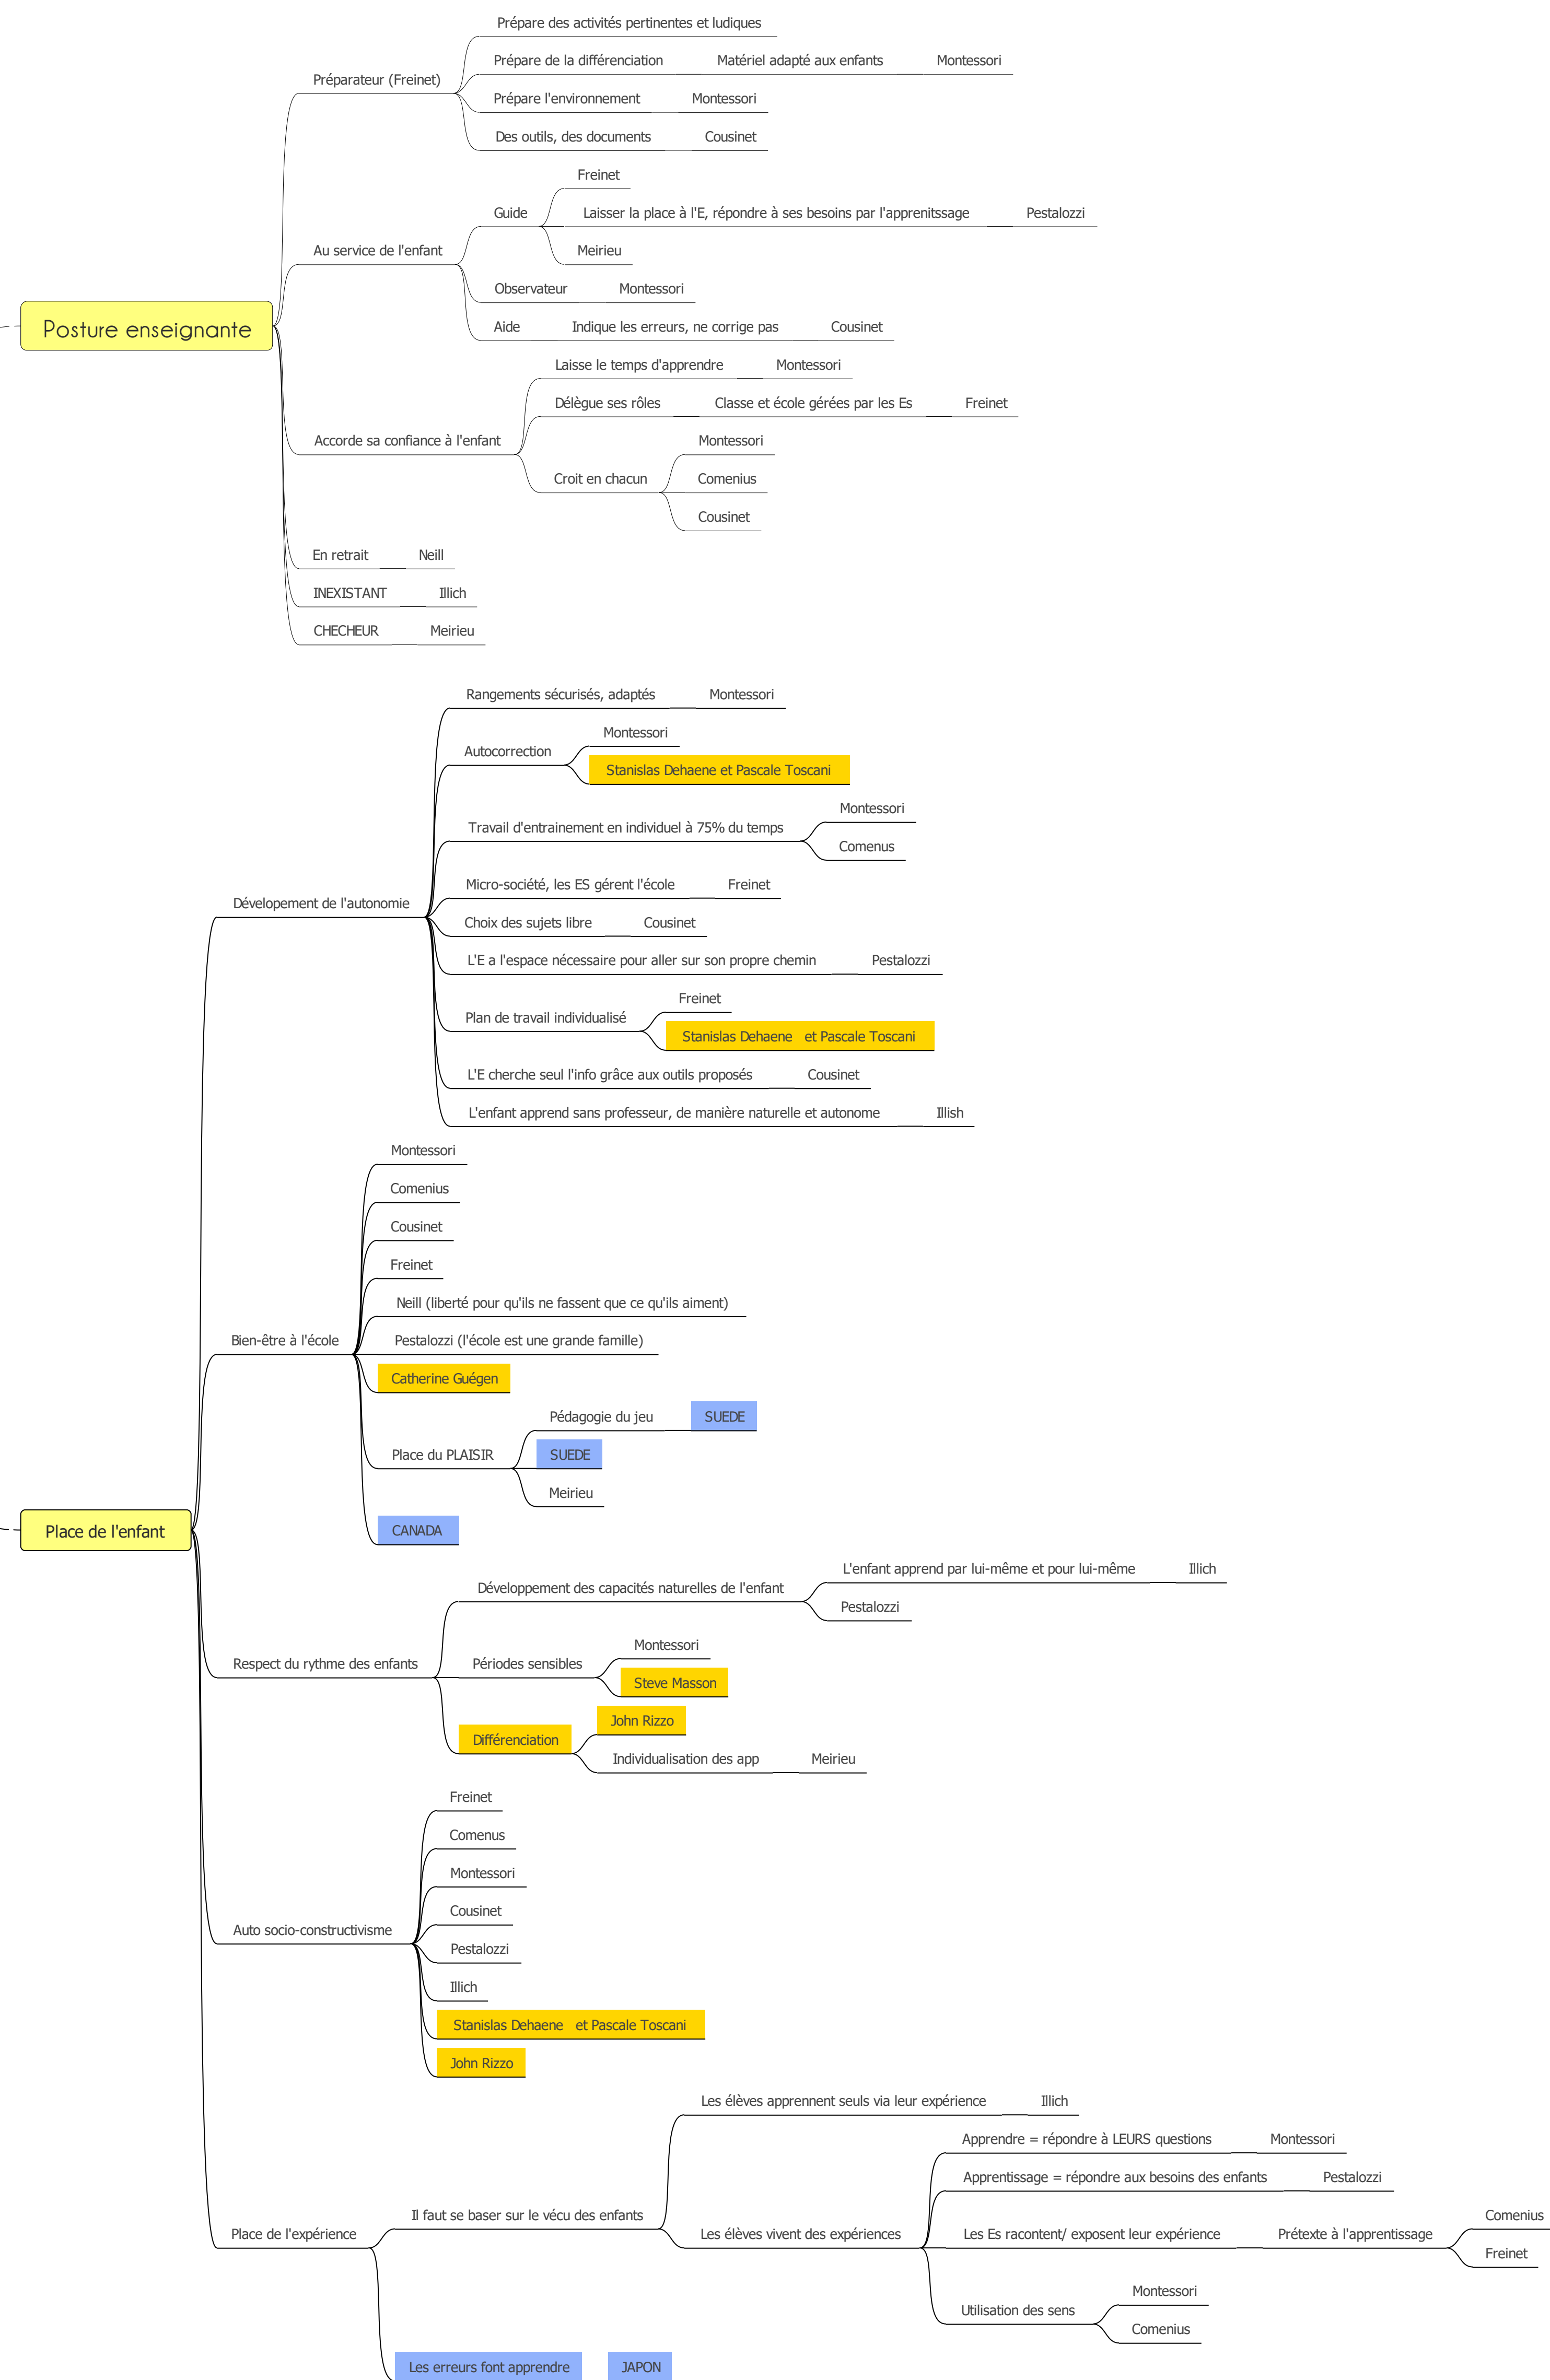 Posture enseignante
Préparateur (Freinet)
Prépare des activités pertinentes et ludiques
Prépare de la différenciation
Matériel adapté aux enfants
Montessori
Prépare l'environnement
Montessori
Des outils, des documents
Cousinet
Au service de l'enfant
Guide
Freinet
Laisser la place à l'E, répondre à ses besoins par l'apprenitssage
Pestalozzi
Meirieu
Observateur
Montessori
Aide
Indique les erreurs, ne corrige pas
Cousinet
Accorde sa confiance à l'enfant
Laisse le temps d'apprendre
Montessori
Délègue ses rôles
Classe et école gérées par les Es
Freinet
Croit en chacun
Montessori
Comenius
Cousinet
En retrait
Neill
INEXISTANT
Illich
CHECHEUR
Meirieu
Place de l'enfant
Dévelopement de l'autonomie
Rangements sécurisés, adaptés
Montessori
Autocorrection
Montessori
Stanislas Dehaene et Pascale Toscani
Travail d'entrainement en individuel à 75% du temps
Montessori
Comenus
Micro-société, les ES gérent l'école
Freinet
Choix des sujets libre
Cousinet
L'E a l'espace nécessaire pour aller sur son propre chemin
Pestalozzi
Plan de travail individualisé
Freinet
Stanislas Dehaene et Pascale Toscani
L'E cherche seul l'info grâce aux outils proposés
Cousinet
L'enfant apprend sans professeur, de manière naturelle et autonome
Illish
Bien-être à l'école
Montessori
Comenius
Cousinet
Freinet
Neill (liberté pour qu'ils ne fassent que ce qu'ils aiment)
Pestalozzi (l'école est une grande famille)
Catherine Guégen
Place du PLAISIR
Pédagogie du jeu
SUEDE
SUEDE
Meirieu
CANADA
Respect du rythme des enfants
Développement des capacités naturelles de l'enfant
L'enfant apprend par lui-même et pour lui-même
Illich
Pestalozzi
Périodes sensibles
Montessori
Steve Masson
Différenciation
John Rizzo
Individualisation des app
Meirieu
Auto socio-constructivisme
Freinet
Comenus
Montessori
Cousinet
Pestalozzi
Illich
Stanislas Dehaene et Pascale Toscani
John Rizzo
Place de l'expérience
Il faut se baser sur le vécu des enfants
Les élèves apprennent seuls via leur expérience
Illich
Les élèves vivent des expériences
Apprendre = répondre à LEURS questions
Montessori
Apprentissage = répondre aux besoins des enfants
Pestalozzi
Les Es racontent/ exposent leur expérience
Prétexte à l'apprentissage
Comenius
Freinet
Utilisation des sens
Montessori
Comenius
Les erreurs font apprendre
JAPON